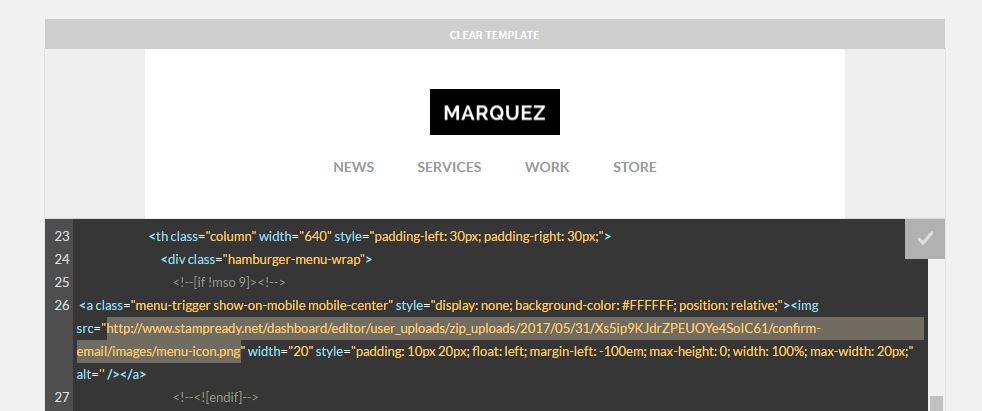 CLEAR TEMPLATE
MARQUEZ
NEWS SERVICES WORK STORE
23 <th class="column" width="640" style="padding-left: 30px; padding-right: 30px;">
24 <div class="hamburger-menu-wrap">
25 <!--[if !mso 9]><!-->
26 <a class="menu-trigger show-on-mobile mobile-center" style="display: none; background-color: #FFFFFF; position: relative;"><img
src="http://www.stampready.net/dashboard/editor/user_uploads/zip_uploads/2017/05/31/Xs5ip9KJdrZPEUOYe4SoIC61/confirm-
email/images/menu-icon.png" width="20" style="padding: 10px 20px; float: left; margin-left: -100em; max-height: 0; width: 100%; max-width: 20px;"
alt="" /></a>
27 <!--<![endif]-->